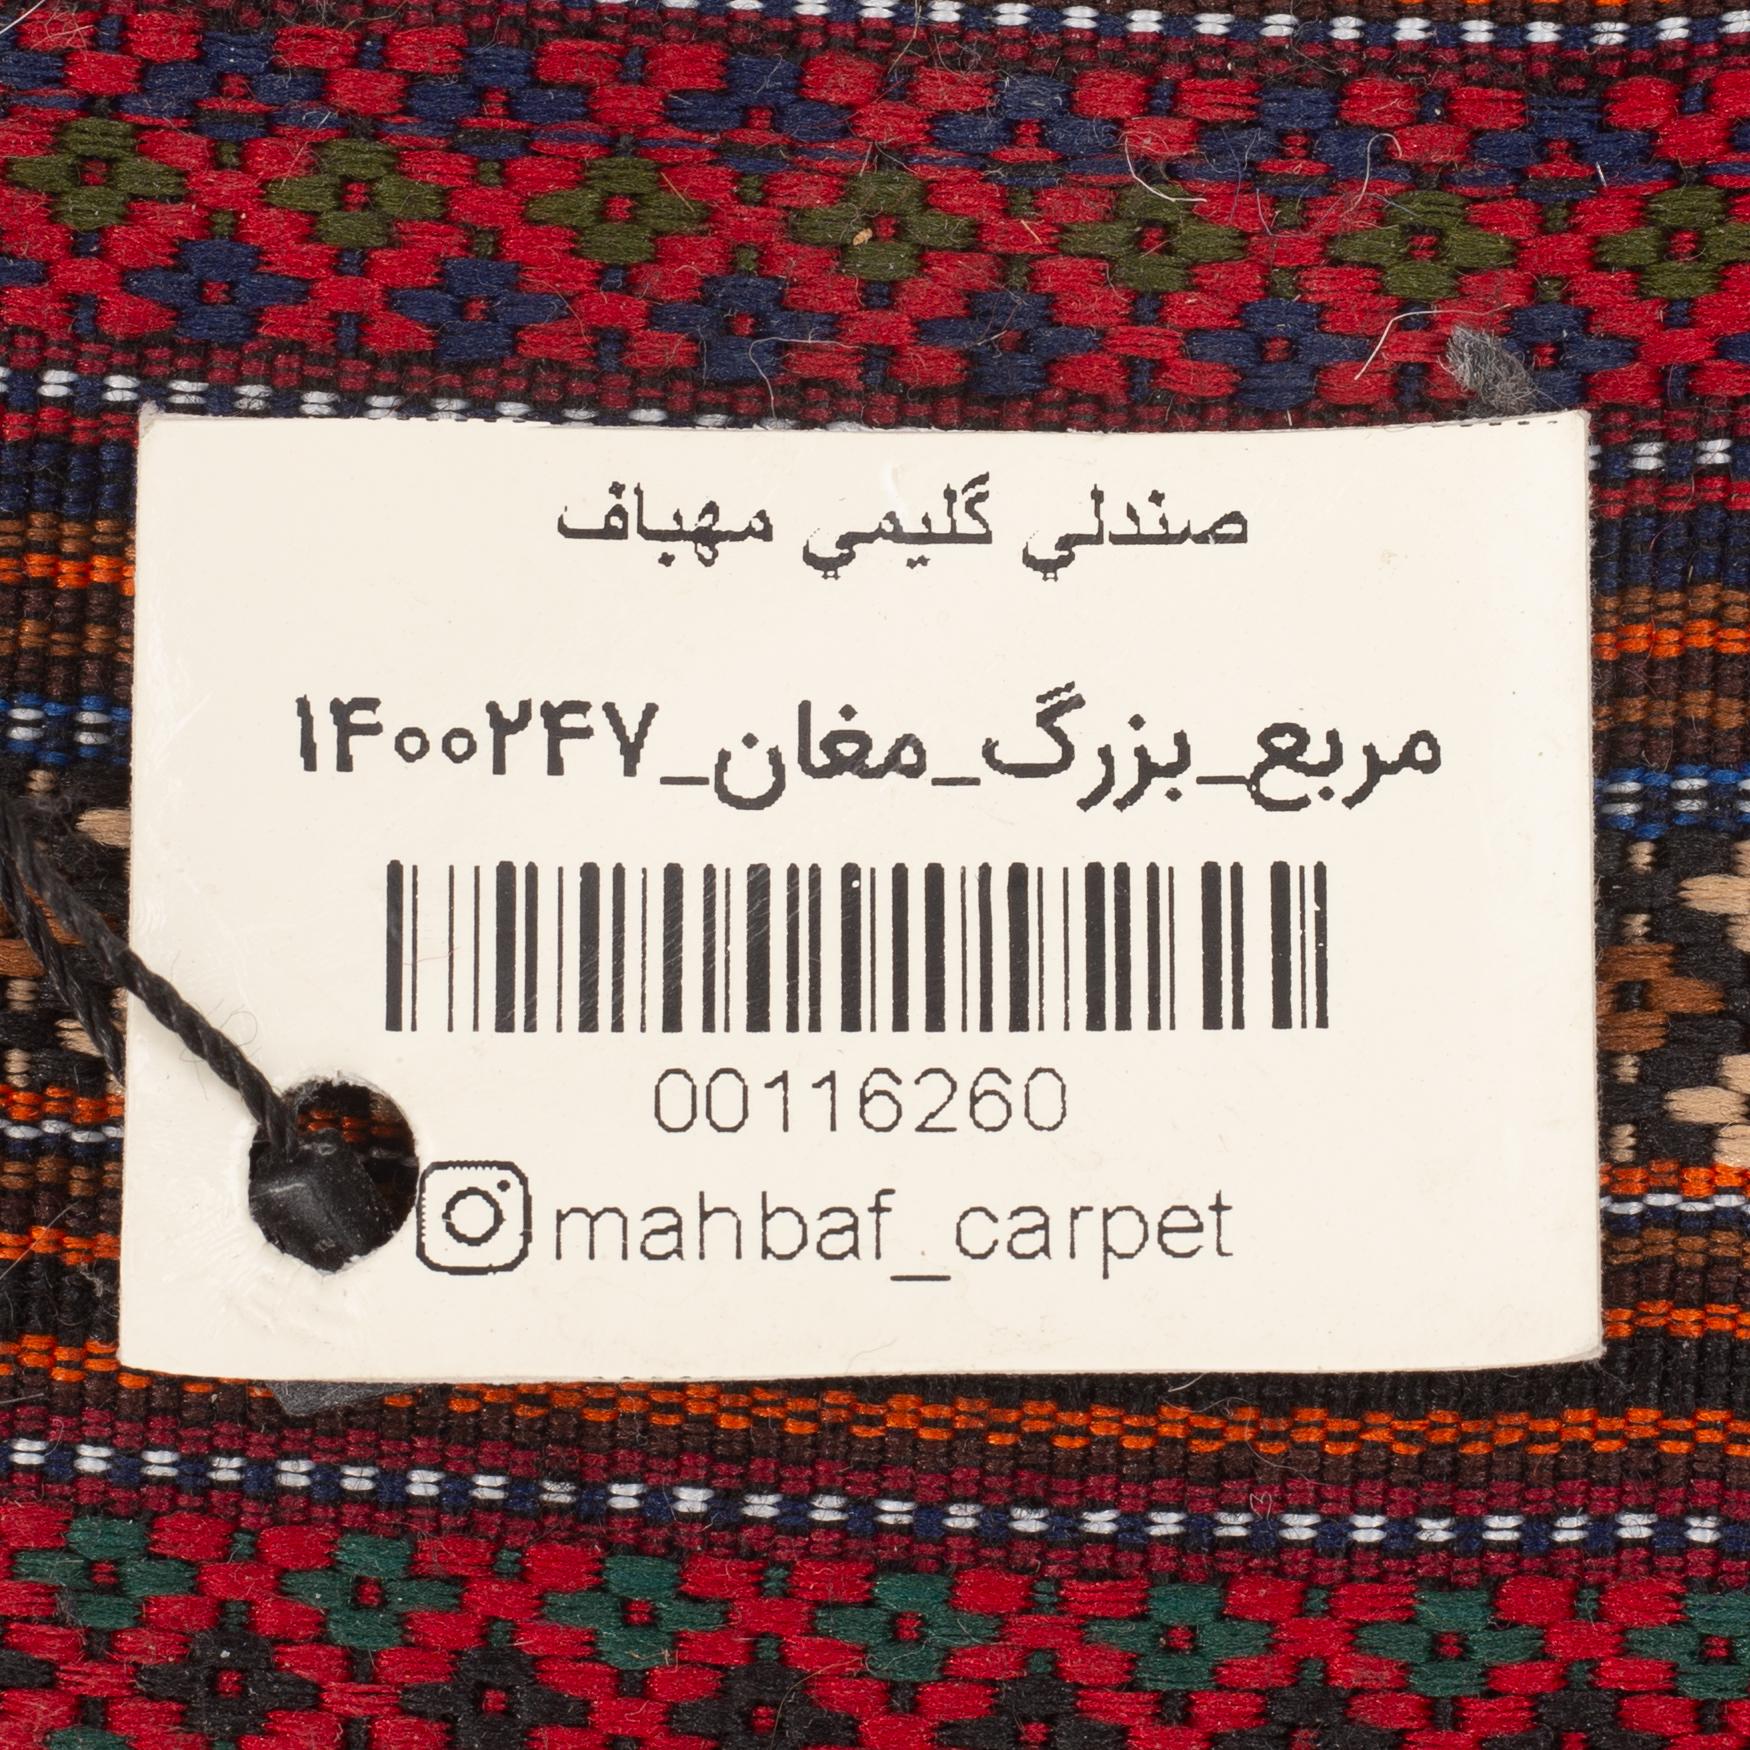 صندلي گليمي مهباف
مربع_بزرگ_مغان_۱۴۰۰۲۴۷
00116260
mahbaf_carpet